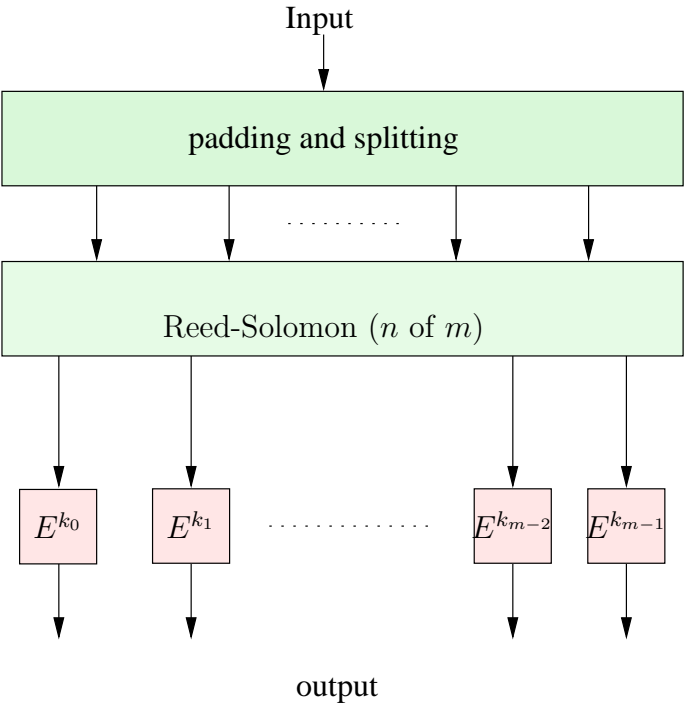 Input
padding and splitting
..........
Reed-Solomon (n of m)
E^{k_0} E^{k_1} .............. E^{k_{m-2}} E^{k_{m-1}}
output